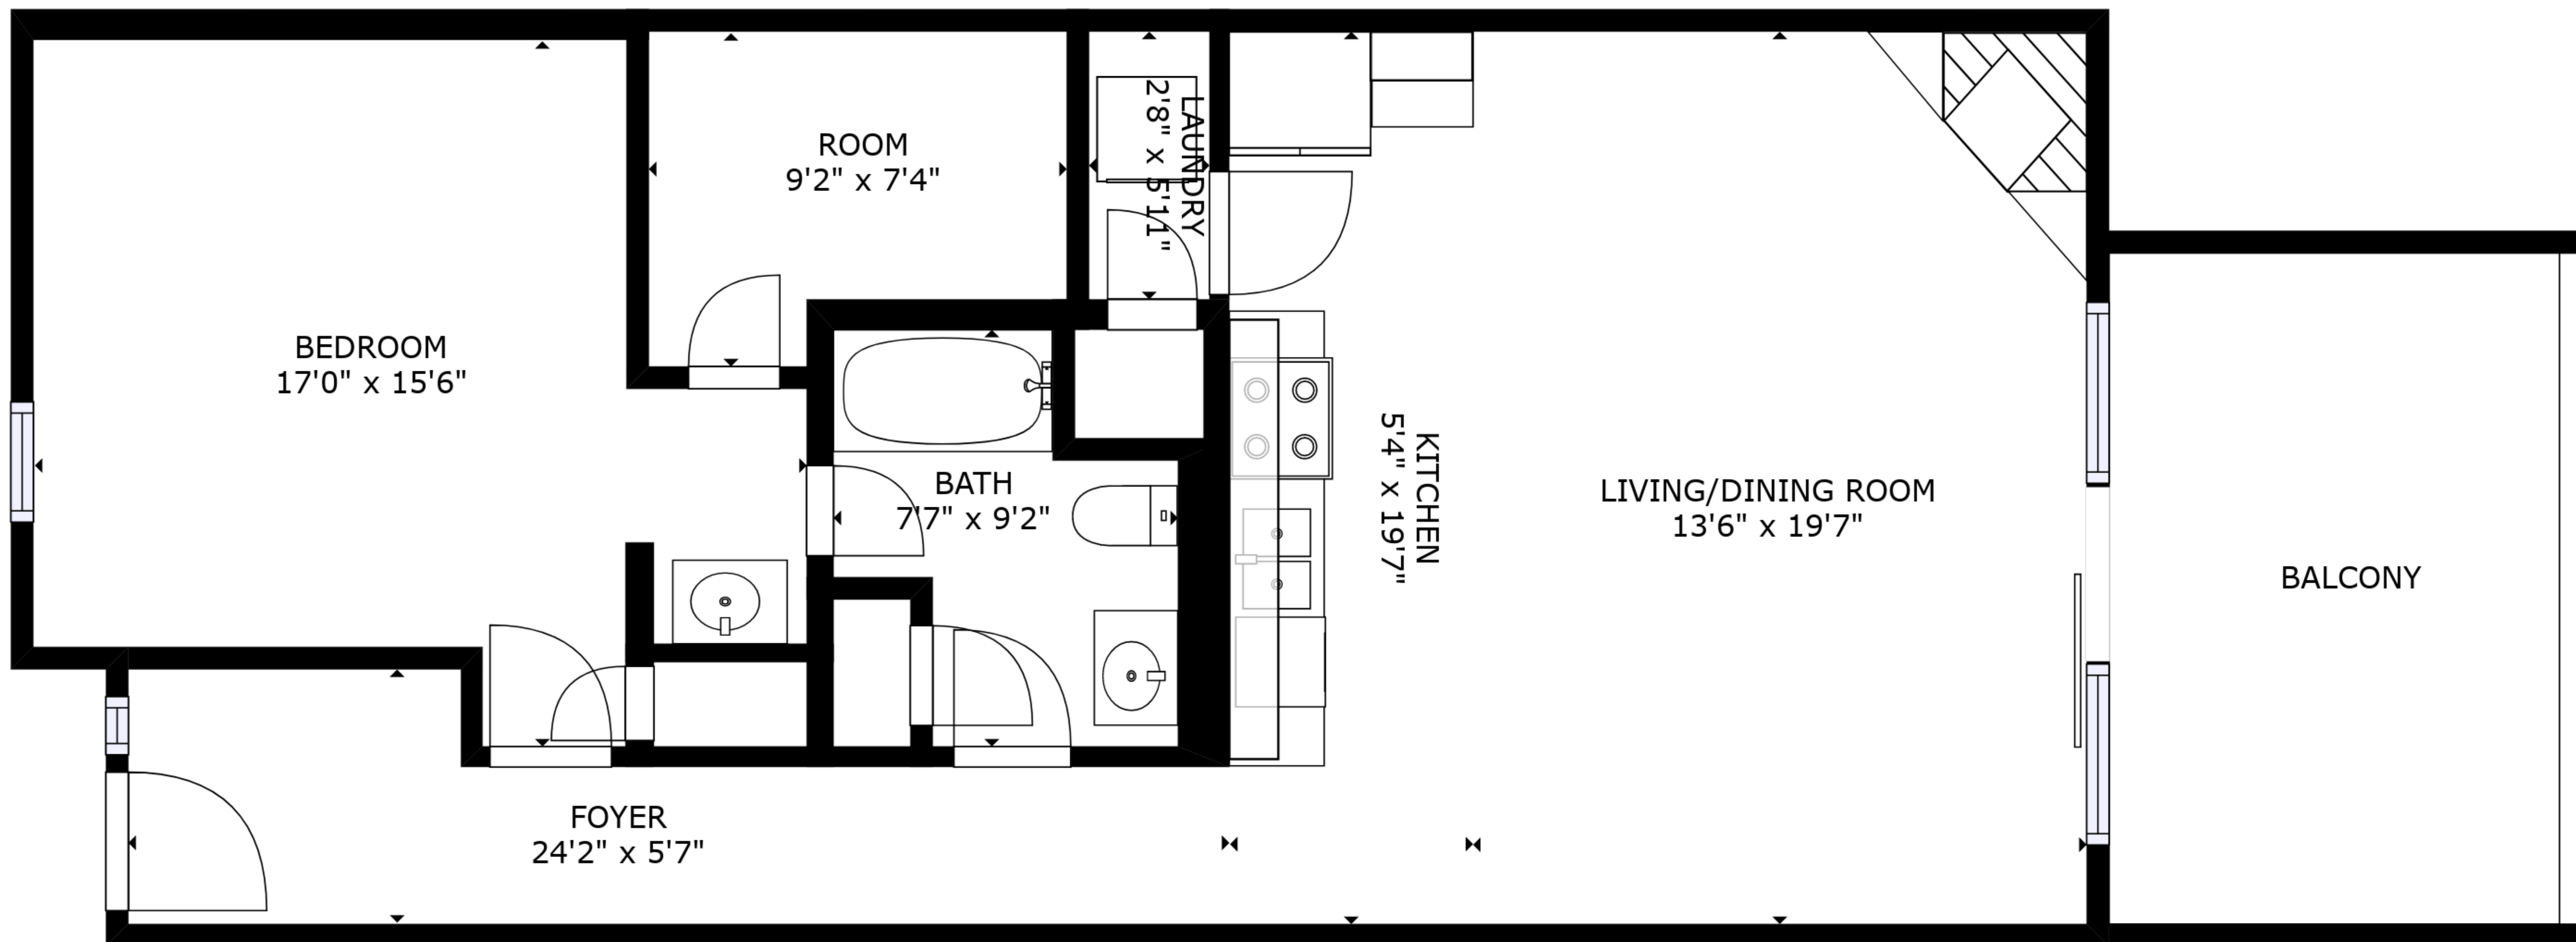 BEDROOM
17'0" x 15'6"
ROOM
9'2" x 7'4"
LAUNDRY
2'8" x 5'11"
BATH
7'7" x 9'2"
KITCHEN
5'4" x 19'7"
LIVING/DINING ROOM
13'6" x 19'7"
BALCONY
FOYER
24'2" x 5'7"